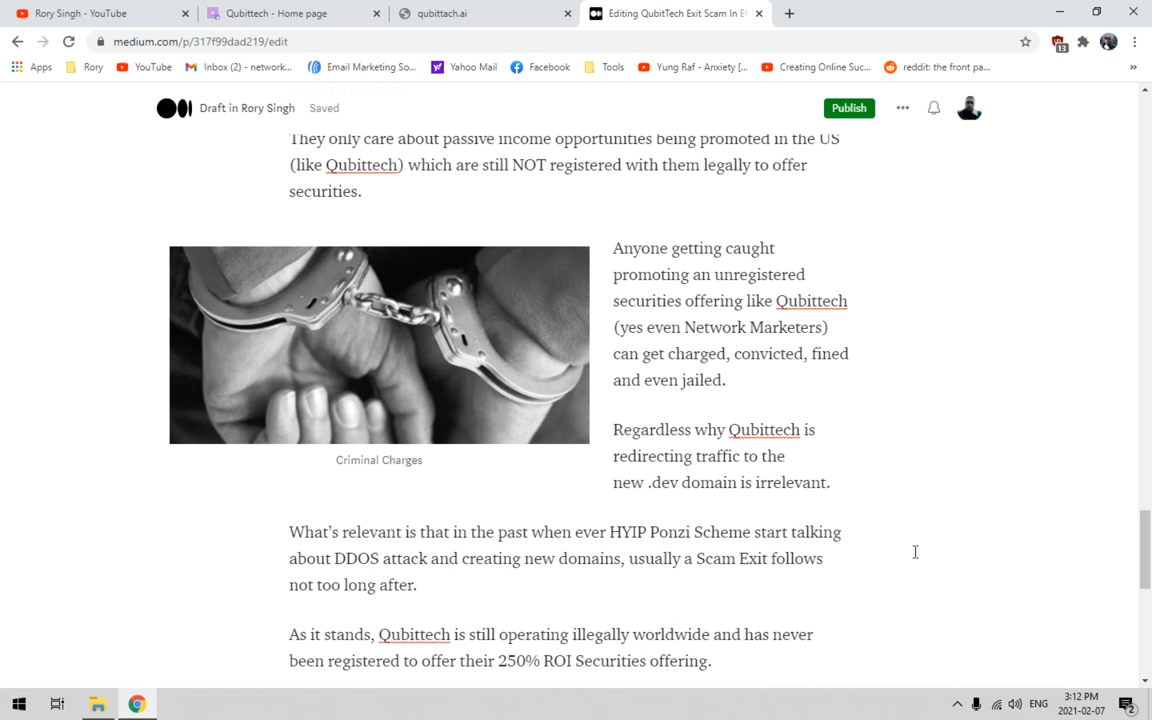 Rory Singh - YouTube
Qubittech - Home page
qubittach.ai
Editing QubitTech Exit Scam In Ef
medium.com/p/317f99dad219/edit
13
Apps
Rory
YouTube
Inbox (2) - network...
Email Marketing So...
Yahoo Mail
Facebook
Tools
Yung Raf - Anxiety [...
Creating Online Suc...
reddit: the front pa...
»
Draft in Rory Singh
Saved
Publish
They only care about passive income opportunities being promoted in the US
(like Qubittech) which are still NOT registered with them legally to offer
securities.
Anyone getting caught
promoting an unregistered
securities offering like Qubittech
(yes even Network Marketers)
can get charged, convicted, fined
and even jailed.
Criminal Charges
Regardless why Qubittech is
redirecting traffic to the
new .dev domain is irrelevant.
What's relevant is that in the past when ever HYIP Ponzi Scheme start talking
about DDOS attack and creating new domains, usually a Scam Exit follows
not too long after.
As it stands, Qubittech is still operating illegally worldwide and has never
been registered to offer their 250% ROI Securities offering.
ENG
3:12 PM
2021-02-07
2